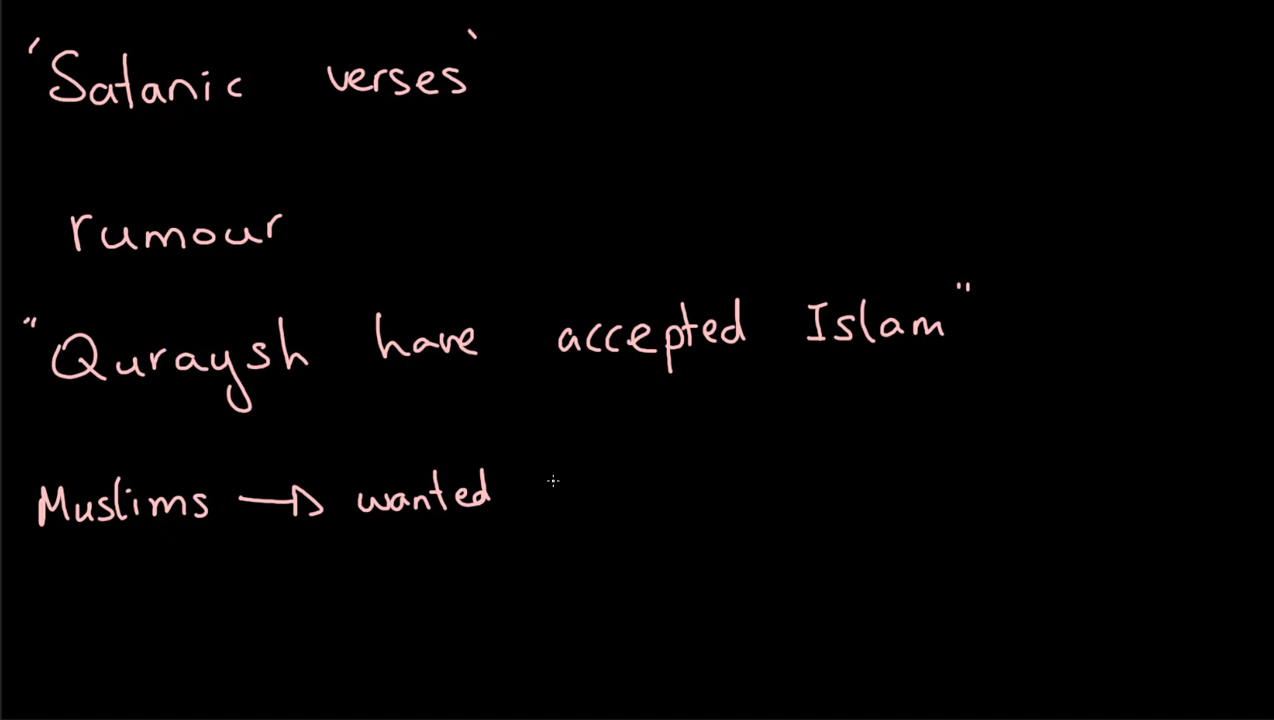 'Satanic verses'
rumour
"Quraysh have accepted Islam"
Muslims → wanted